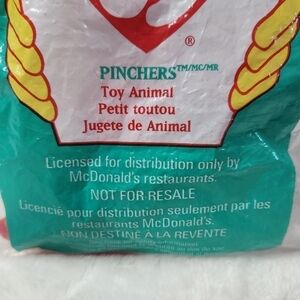 ®
PINCHERS™/MC/MR
Toy Animal
Petit toutou
Jugete de Animal
Licensed for distribution only by
McDonald's restaurants.
NOT FOR RESALE
Licencié pour distribution seulement par les
restaurants McDonald's.
NON DESTINÉ À LA REVENTE